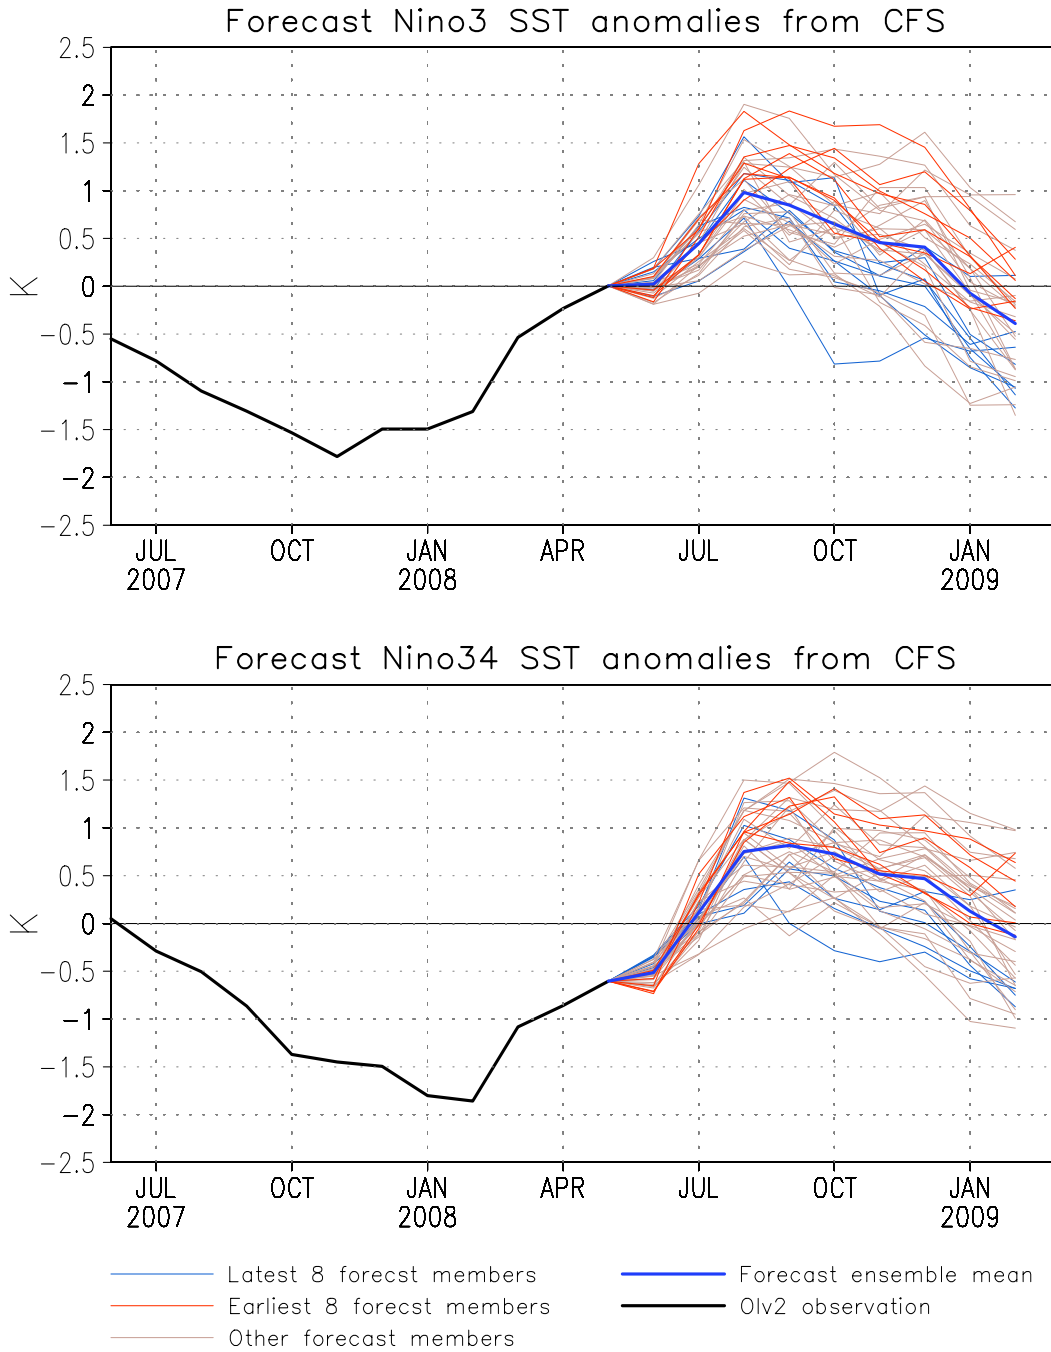 Forecast Nino3 SST anomalies from CFS
2.5
2
1.5
1
0.5
0
-0.5
-1
-1.5
-2
-2.5
K
JUL OCT JAN APR JUL OCT JAN
2007 2008 2009
Forecast Nino34 SST anomalies from CFS
2.5
2
1.5
1
0.5
0
-0.5
-1
-1.5
-2
-2.5
K
JUL OCT JAN APR JUL OCT JAN
2007 2008 2009
Latest 8 forecst members Forecast ensemble mean
Earliest 8 forecst members OIv2 observation
Other forecast members